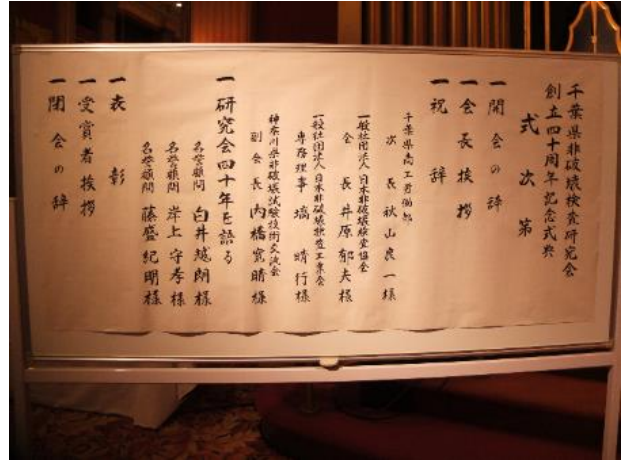 千葉県非破壊検査研究会
創立四十周年記念式典
式次第
一開会の辞
一会長挨拶
一祝辞
千葉県商工労働部
次長秋山良一様
一般社団法人日本非破壊検査協会
会長井原郁夫様
一般社団法人日本非破壊検査工業会
専務理事塙晴行様
神奈川県非破壊試験技術交流会
副会長内橋寛晴様
一研究会四十年を語る
名誉顧問白井越朗様
名誉顧問岸上守孝様
名誉顧問藤盛紀明様
一表彰
一受賞者挨拶
一閉会の辞